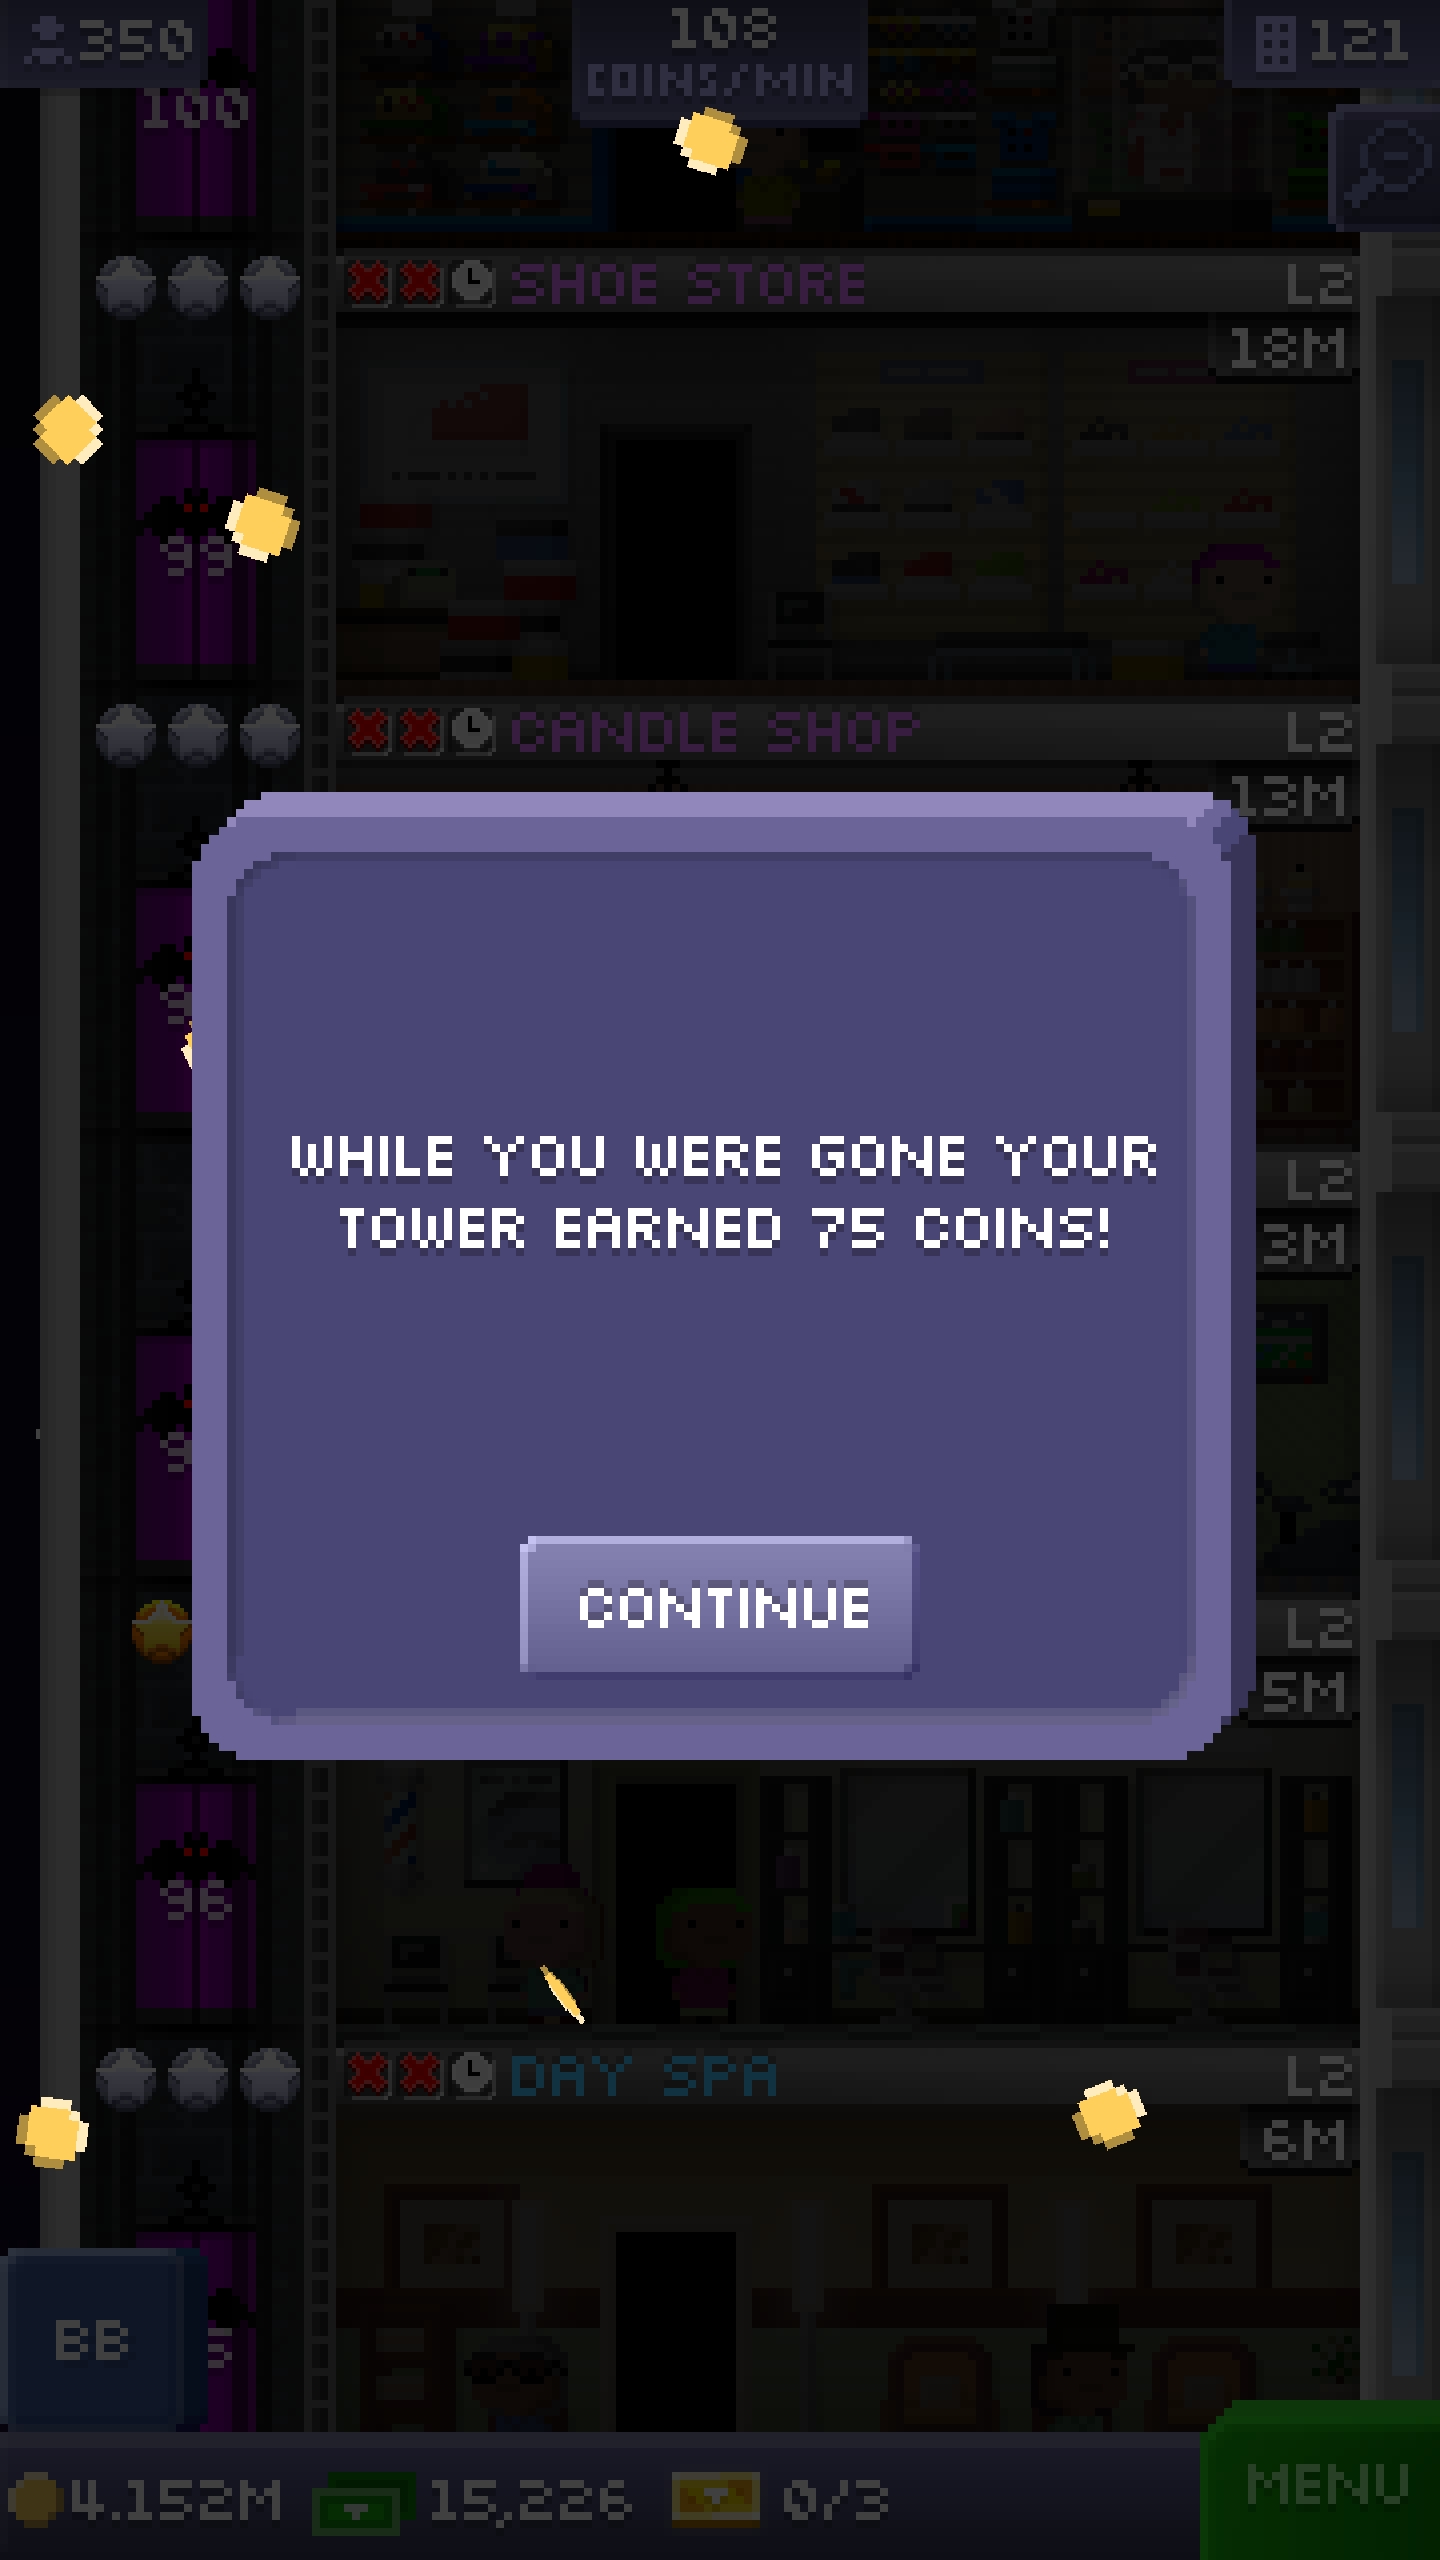 350
108
COINS/MIN
121
100
SHOE STORE
L2
18M
99
CANDLE SHOP
L2
13M
L2
3M
WHILE YOU WERE GONE YOUR
TOWER EARNED 75 COINS!
CONTINUE
L2
5M
96
DAY SPA
L2
6M
BB
4.152M
15,226
0/3
MENU